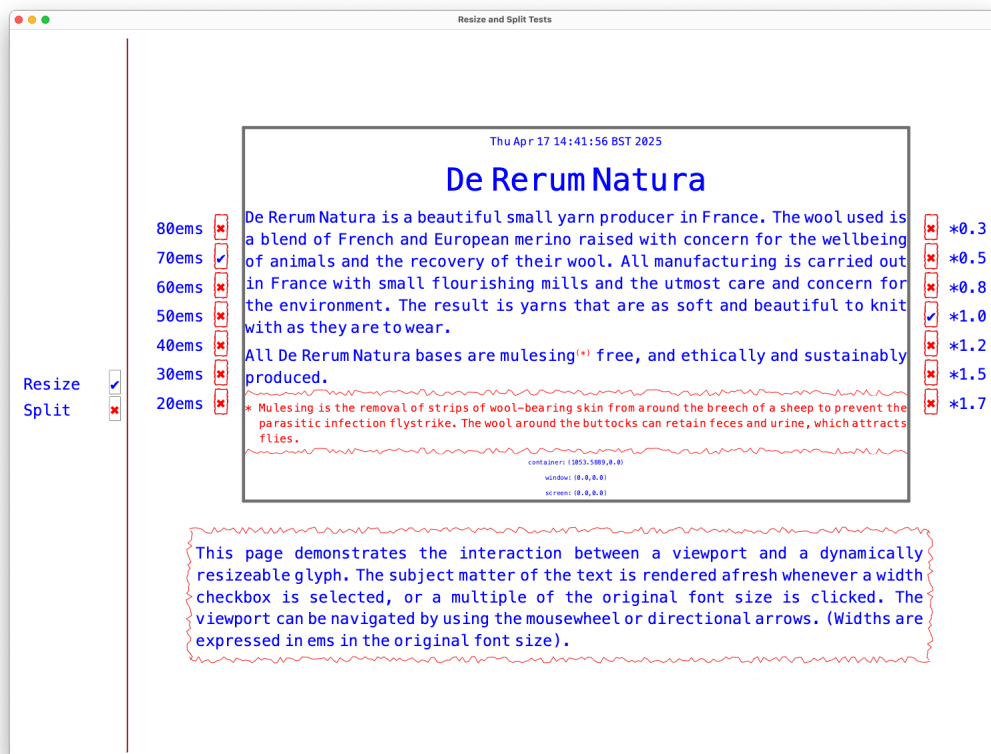 Resize and Split Tests
Thu Apr 17 14:41:56 BST 2025
De Rerum Natura
De Rerum Natura is a beautiful small yarn producer in France. The wool used is
a blend of French and European merino raised with concern for the wellbeing
of animals and the recovery of their wool. All manufacturing is carried out
in France with small flourishing mills and the utmost care and concern for
the environment. The result is yarns that are as soft and beautiful to knit
with as they are to wear.
All De Rerum Natura bases are mulesing(*) free, and ethically and sustainably
produced.
* Mulesing is the removal of strips of wool-bearing skin from around the breech of a sheep to prevent the
parasitic infection flystrike. The wool around the buttocks can retain feces and urine, which attracts
flies.
container: (1053.5889,0.0)
window: (0.0,0.0)
screen: (0.0,0.0)
80ems ✖
70ems ✔
60ems ✖
50ems ✖
40ems ✖
30ems ✖
20ems ✖
✖ *0.3
✖ *0.5
✖ *0.8
✔ *1.0
✖ *1.2
✖ *1.5
✖ *1.7
Resize ✔
Split ✖
This page demonstrates the interaction between a viewport and a dynamically
resizeable glyph. The subject matter of the text is rendered afresh whenever a width
checkbox is selected, or a multiple of the original font size is clicked. The
viewport can be navigated by using the mousewheel or directional arrows. (Widths are
expressed in ems in the original font size).